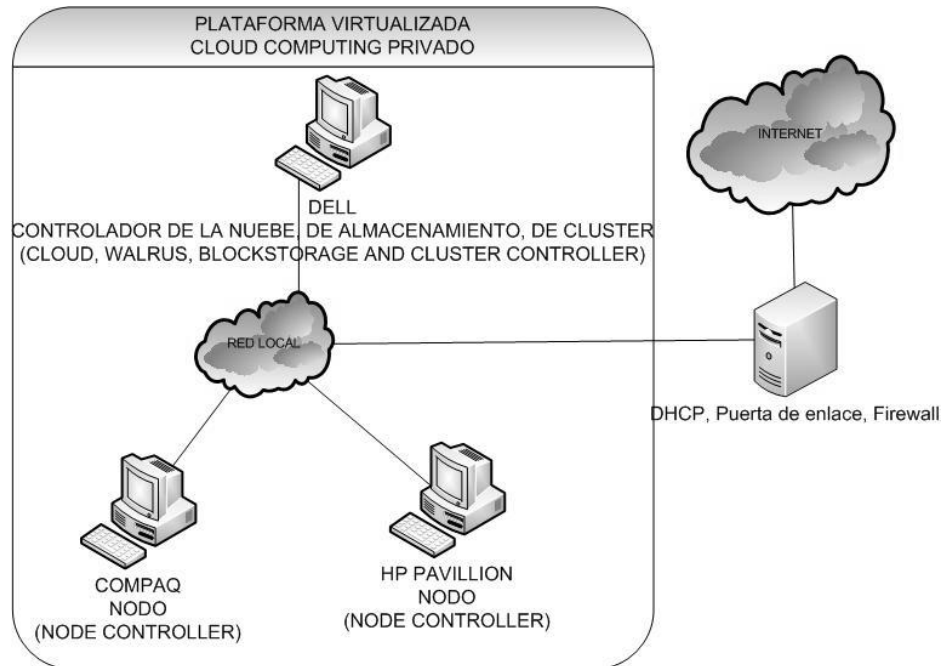 PLATAFORMA VIRTUALIZADA
CLOUD COMPUTING PRIVADO
INTERNET
DELL
CONTROLADOR DE LA NUEBE, DE ALMACENAMIENTO, DE CLUSTER
(CLOUD, WALRUS, BLOCKSTORAGE AND CLUSTER CONTROLLER)
RED LOCAL
DHCP, Puerta de enlace, Firewall
COMPAQ
NODO
(NODE CONTROLLER)
HP PAVILLION
NODO
(NODE CONTROLLER)